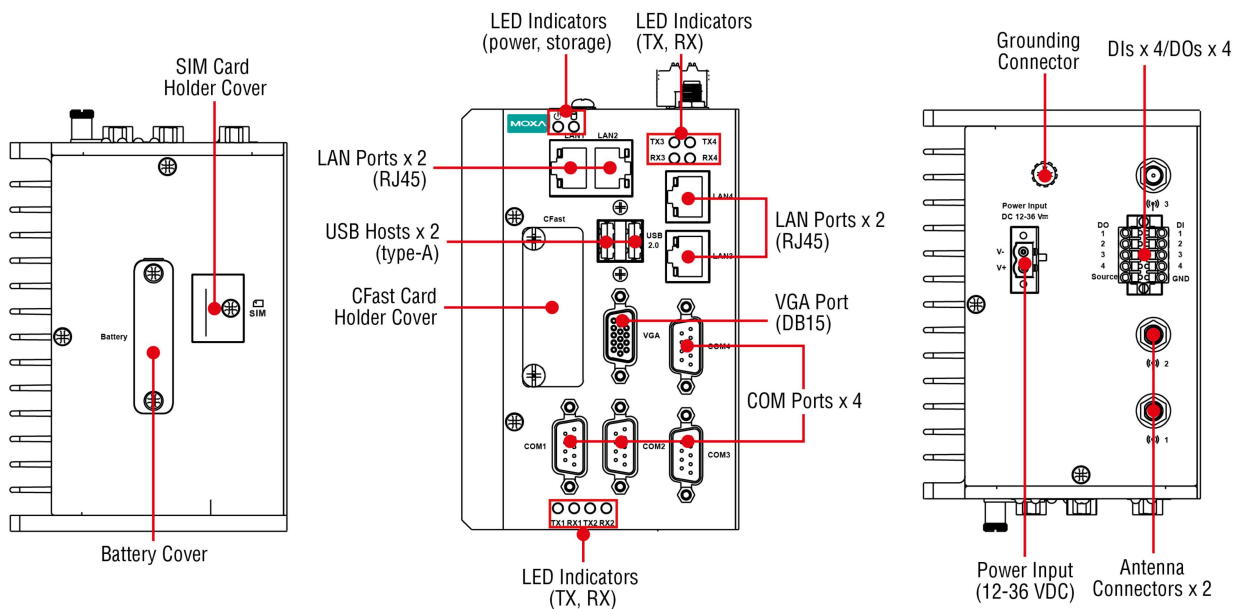 SIM Card
Holder Cover
Battery
SIM
Battery Cover
LED Indicators
(power, storage)
LED Indicators
(TX, RX)
MOXA
LAN1 LAN2
TX3 TX4
RX3 RX4
LAN Ports x 2
(RJ45)
LAN4
CFast
USB Hosts x 2
(type-A)
USB
2.0
LAN3
LAN Ports x 2
(RJ45)
CFast Card
Holder Cover
VGA
VGA Port
(DB15)
COM4
COM Ports x 4
COM1
COM2
COM3
TX1 RX1 TX2 RX2
LED Indicators
(TX, RX)
Grounding
Connector
DIs x 4/DOs x 4
3
Power Input
DC 12-36 V
V-
V+
DO DI
1 1
2 2
3 3
4 4
Source GND
2
1
Power Input
(12-36 VDC)
Antenna
Connectors x 2